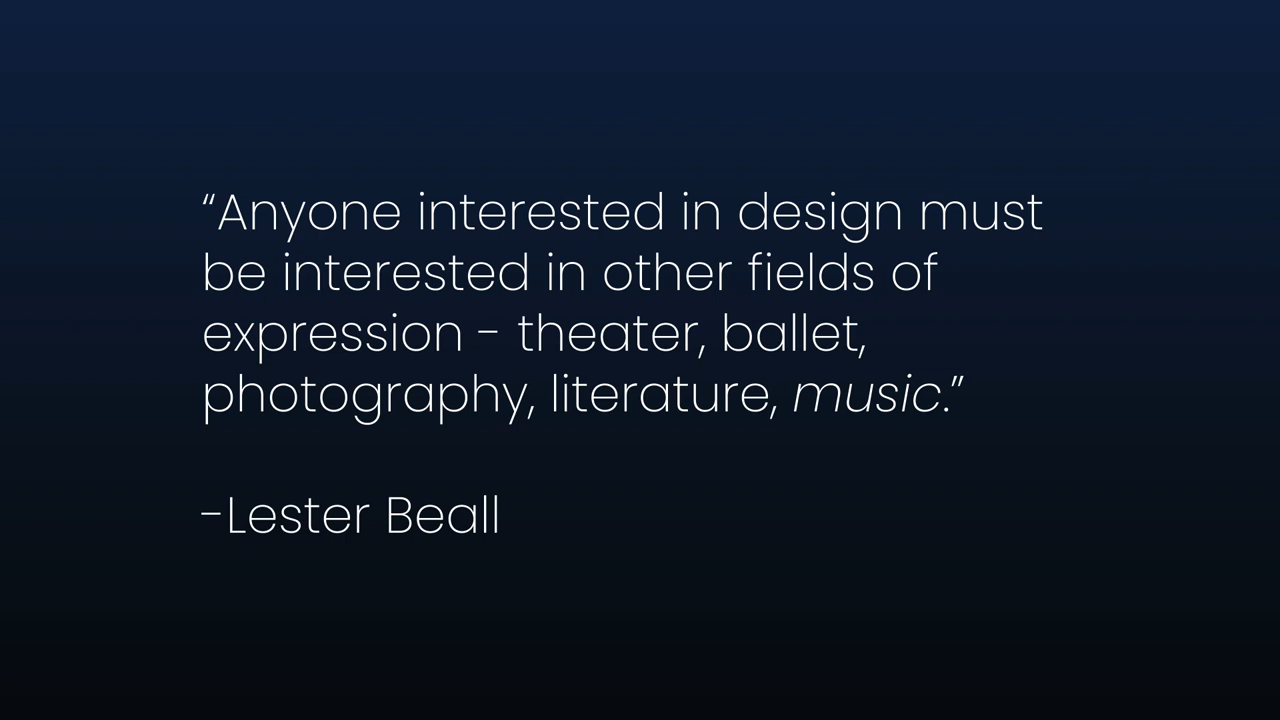 “Anyone interested in design must
be interested in other fields of
expression - theater, ballet,
photography, literature, music.”
-Lester Beall